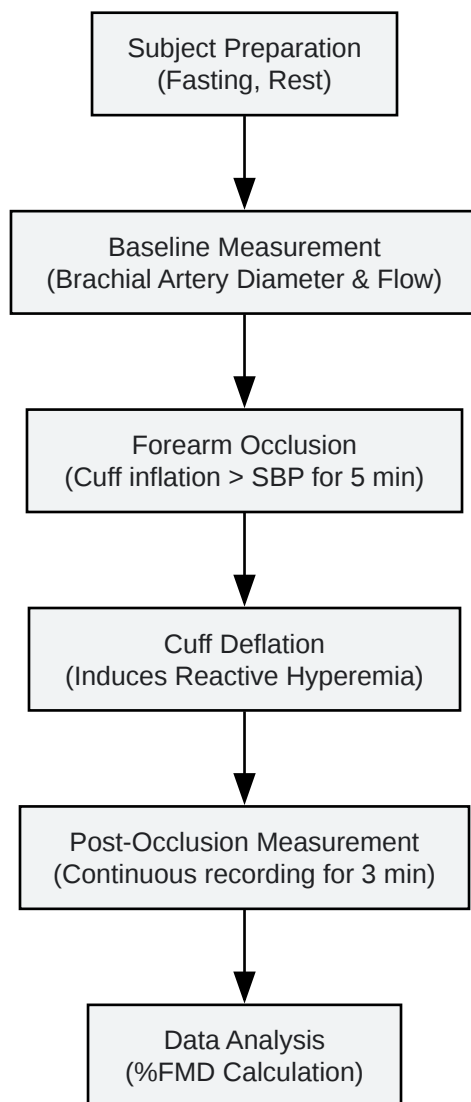 Subject Preparation
(Fasting, Rest)
Baseline Measurement
(Brachial Artery Diameter & Flow)
Forearm Occlusion
(Cuff inflation > SBP for 5 min)
Cuff Deflation
(Induces Reactive Hyperemia)
Post-Occlusion Measurement
(Continuous recording for 3 min)
Data Analysis
(%FMD Calculation)